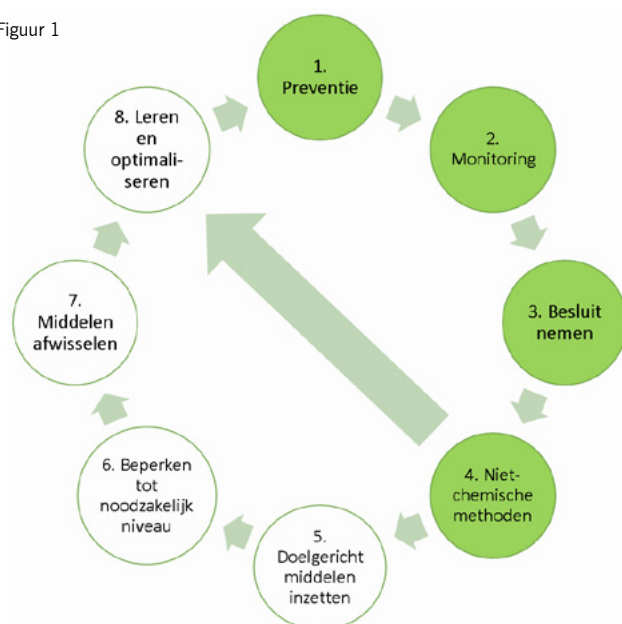 Figuur 1
1.
Preventie
2.
Monitoring
3. Besluit
nemen
4. Niet-
chemische
methoden
5.
Doelgericht
middelen
inzetten
6. Beperken
tot
noodzakelijk
niveau
7.
Middelen
afwisselen
8. Leren
en
optimali-
seren